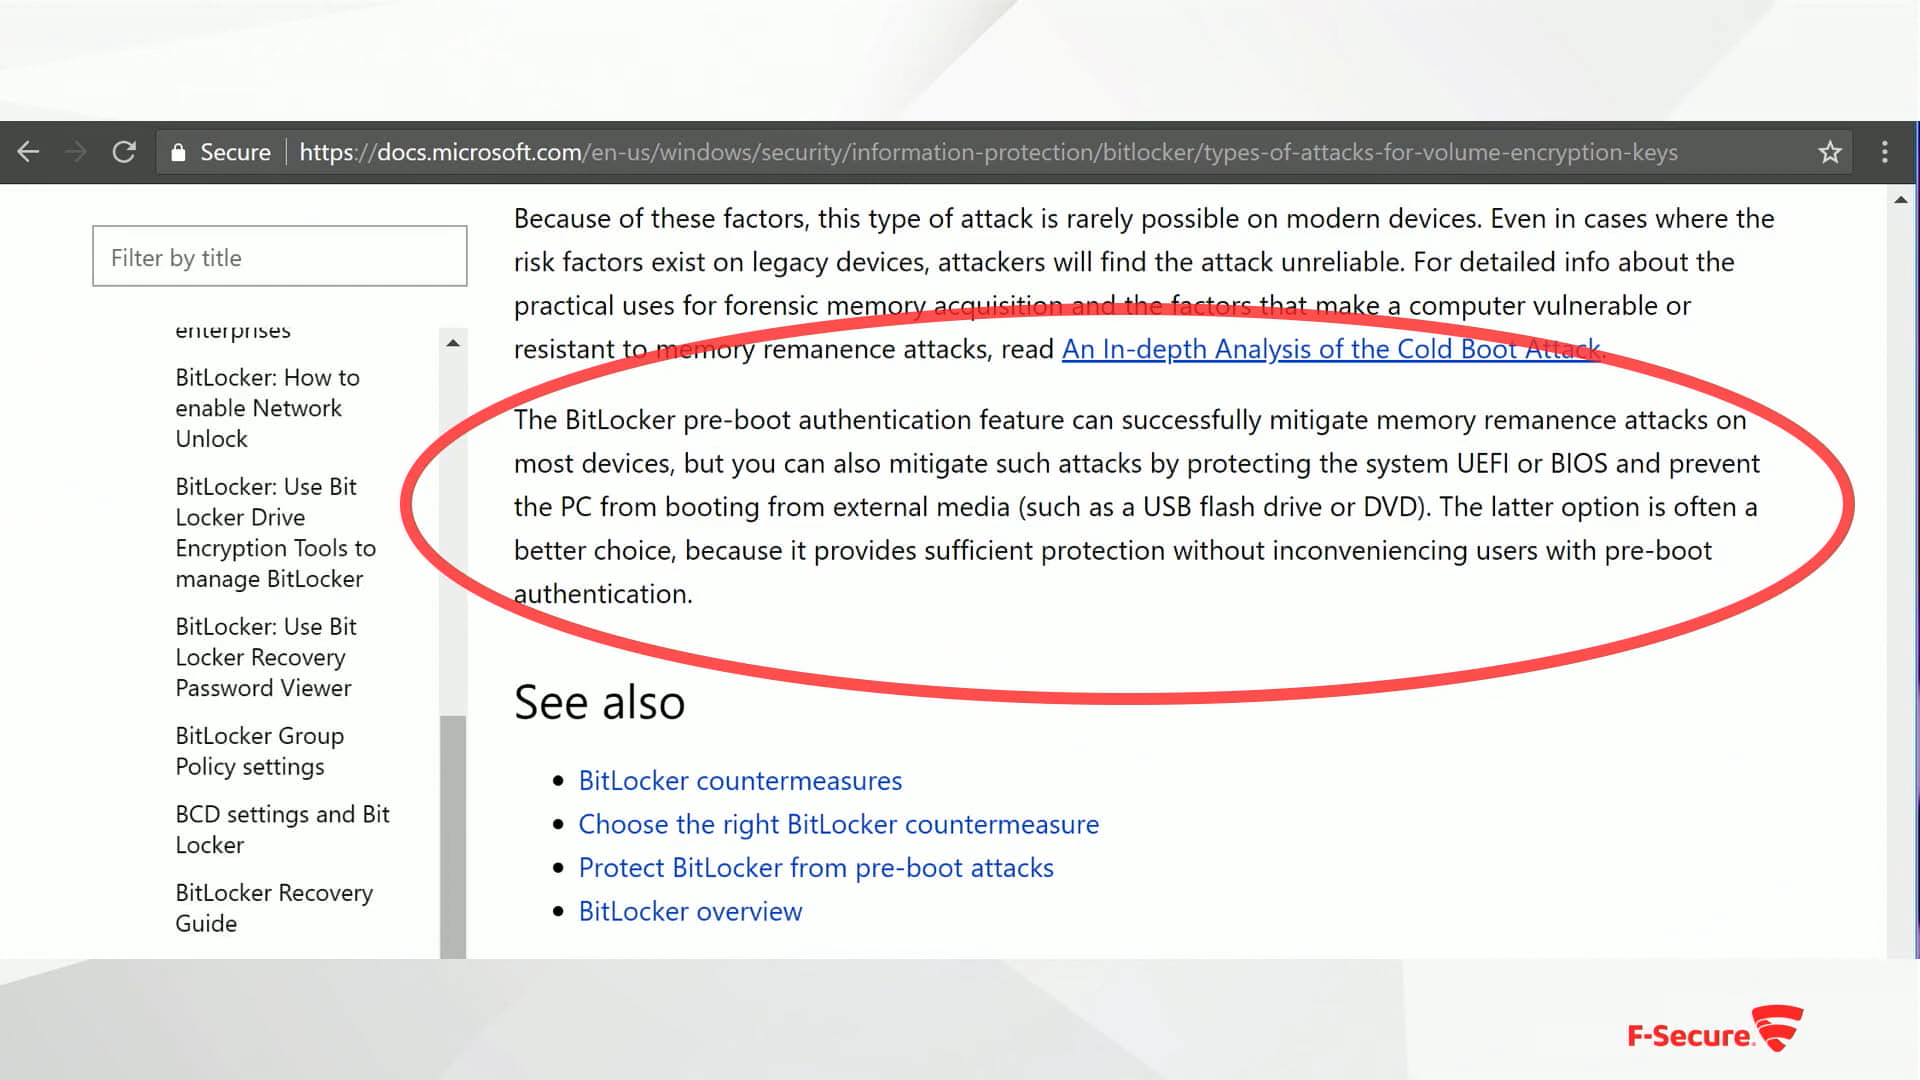 Secure
https://docs.microsoft.com/en-us/windows/security/information-protection/bitlocker/types-of-attacks-for-volume-encryption-keys
Filter by title
enterprises
BitLocker: How to
enable Network
Unlock
BitLocker: Use Bit
Locker Drive
Encryption Tools to
manage BitLocker
BitLocker: Use Bit
Locker Recovery
Password Viewer
BitLocker Group
Policy settings
BCD settings and Bit
Locker
BitLocker Recovery
Guide
Because of these factors, this type of attack is rarely possible on modern devices. Even in cases where the
risk factors exist on legacy devices, attackers will find the attack unreliable. For detailed info about the
practical uses for forensic memory acquisition and the factors that make a computer vulnerable or
resistant to memory remanence attacks, read An In-depth Analysis of the Cold Boot Attack.
The BitLocker pre-boot authentication feature can successfully mitigate memory remanence attacks on
most devices, but you can also mitigate such attacks by protecting the system UEFI or BIOS and prevent
the PC from booting from external media (such as a USB flash drive or DVD). The latter option is often a
better choice, because it provides sufficient protection without inconveniencing users with pre-boot
authentication.
See also
• BitLocker countermeasures
• Choose the right BitLocker countermeasure
• Protect BitLocker from pre-boot attacks
• BitLocker overview
F-Secure.